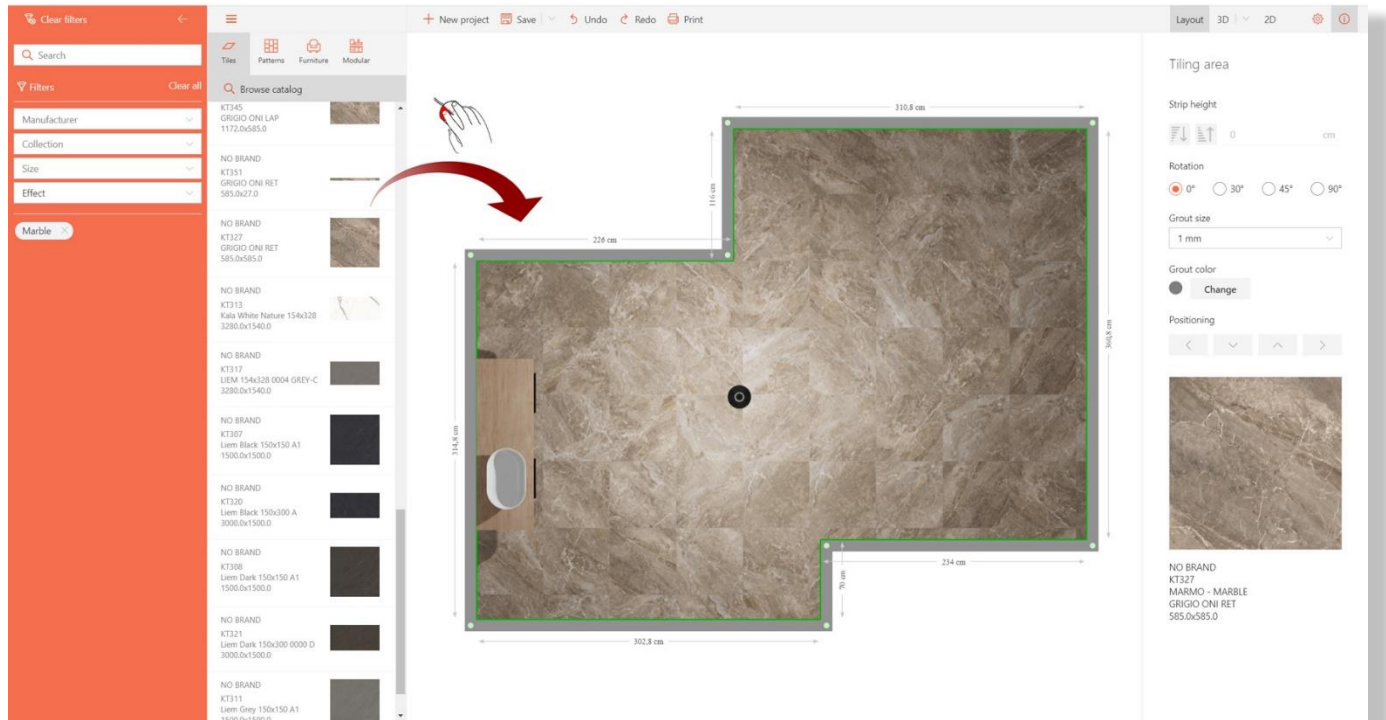 Clear filters
Search
Filters
Clear all
Manufacturer
Collection
Size
Effect
Marble
Tiles
Patterns
Furniture
Modular
Browse catalog
KT345
GRIGIO ONI LAP
1172.0x585.0
NO BRAND
KT351
GRIGIO ONI RET
585.0x27.0
NO BRAND
KT327
GRIGIO ONI RET
585.0x585.0
NO BRAND
KT313
Kala White Nature 154x328
3280.0x1540.0
NO BRAND
KT317
LIEM 154x328 0004 GREY-C
3280.0x1540.0
NO BRAND
KT307
Liem Black 150x150 A1
1500.0x1500.0
NO BRAND
KT320
Liem Black 150x300 A
3000.0x1500.0
NO BRAND
KT308
Liem Dark 150x150 A1
1500.0x1500.0
NO BRAND
KT321
Liem Dark 150x300 0000 D
3000.0x1500.0
NO BRAND
KT311
Liem Grey 150x150 A1
1500.0x1500.0
New project
Save
Undo
Redo
Print
Layout
3D
2D
310,8 cm
116 cm
228 cm
360,8 cm
314,8 cm
234 cm
70 cm
302,8 cm
Tiling area
Strip height
0 cm
Rotation
0° 30° 45° 90°
Grout size
1 mm
Grout color
Change
Positioning
NO BRAND
KT327
MARMO - MARBLE
GRIGIO ONI RET
585.0x585.0